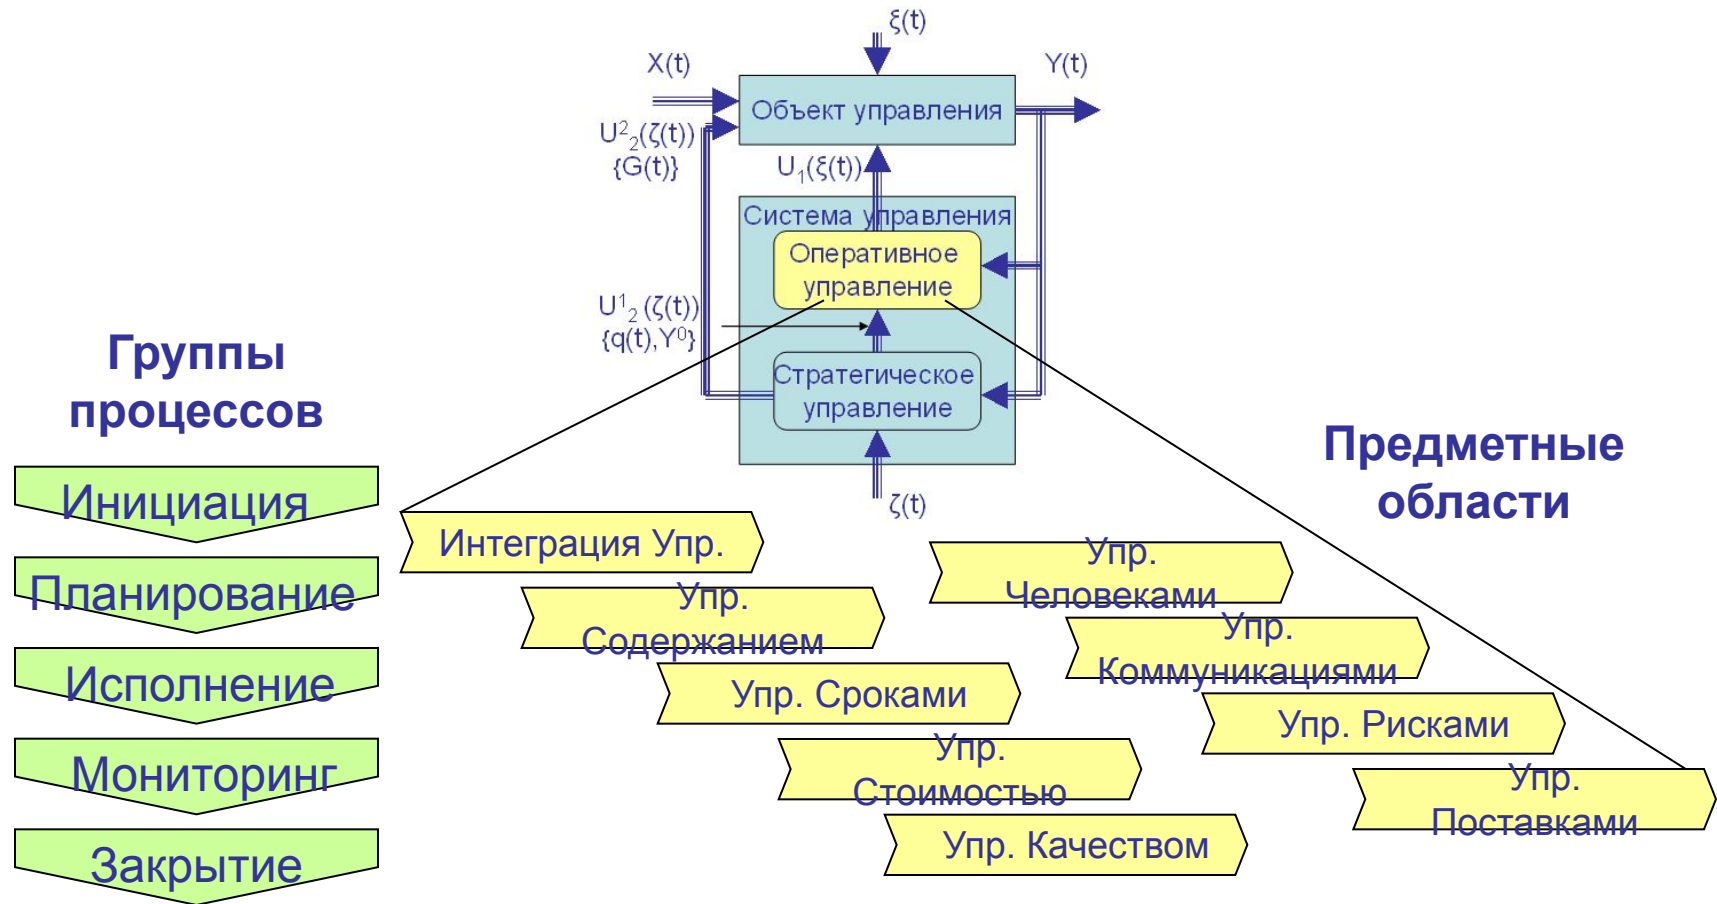 ξ(t)
X(t)
Y(t)
Объект управления
U²₂(ζ(t))
{G(t)}
U₁(ξ(t))
Система управления
Оперативное
управление
U¹₂(ζ(t))
{q(t),Y⁰}
Стратегическое
управление
ζ(t)
Группы
процессов
Инициация
Планирование
Исполнение
Мониторинг
Закрытие
Предметные
области
Интеграция Упр.
Упр.
Содержанием
Упр. Сроками
Упр.
Стоимостью
Упр. Качеством
Упр.
Человеками
Упр.
Коммуникациями
Упр. Рисками
Упр.
Поставками